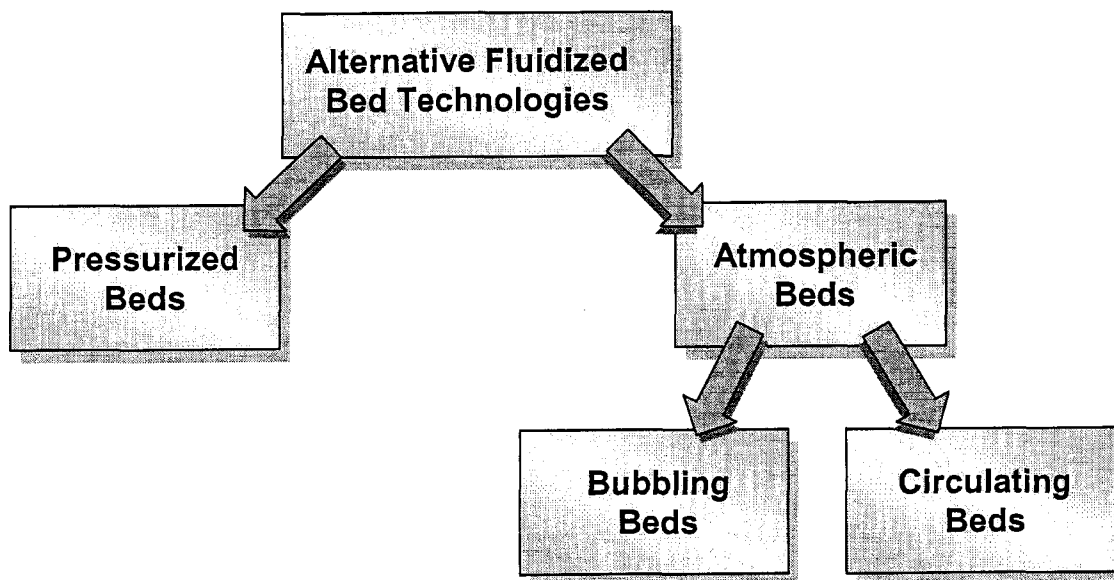 Alternative Fluidized
Bed Technologies
Pressurized
Beds
Atmospheric
Beds
Bubbling
Beds
Circulating
Beds